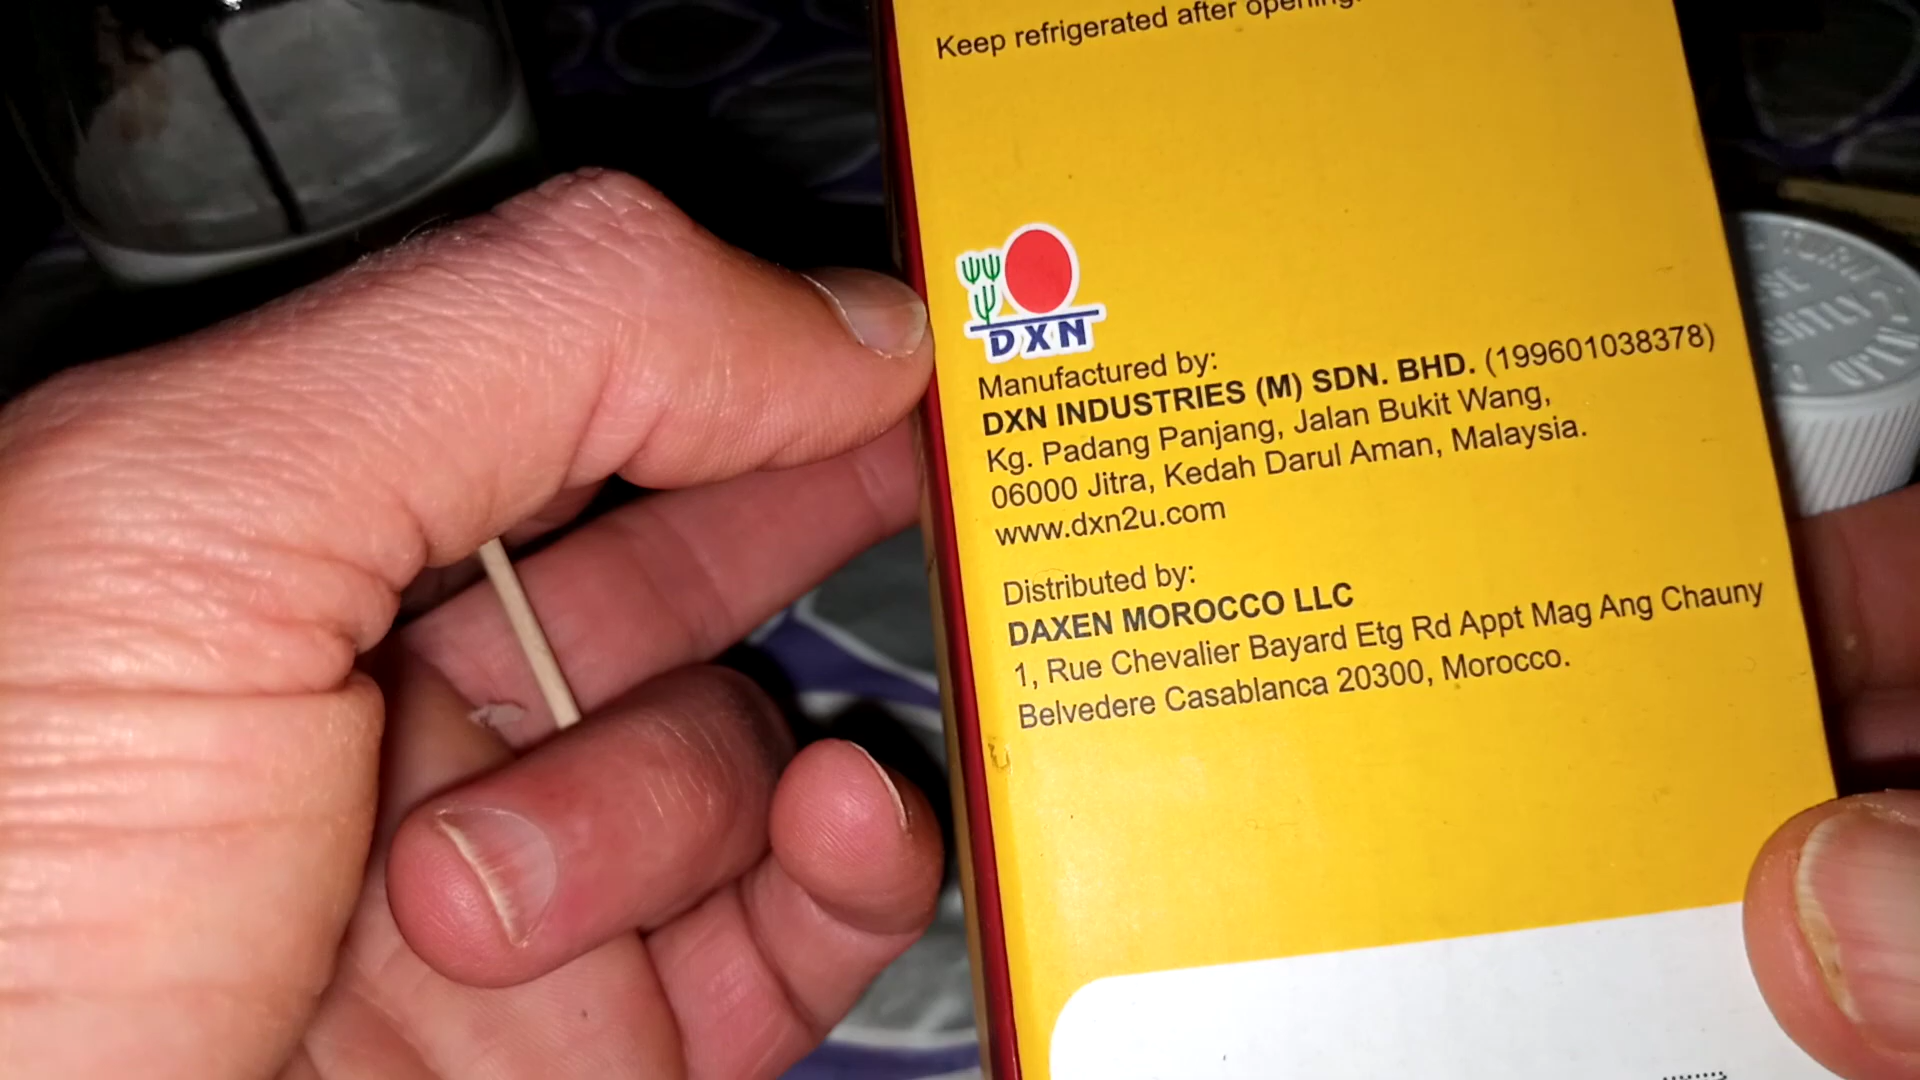 Keep refrigerated after opening.
DXN
Manufactured by:
DXN INDUSTRIES (M) SDN. BHD. (199601038378)
Kg. Padang Panjang, Jalan Bukit Wang,
06000 Jitra, Kedah Darul Aman, Malaysia.
www.dxn2u.com
Distributed by:
DAXEN MOROCCO LLC
1, Rue Chevalier Bayard Etg Rd Appt Mag Ang Chauny
Belvedere Casablanca 20300, Morocco.